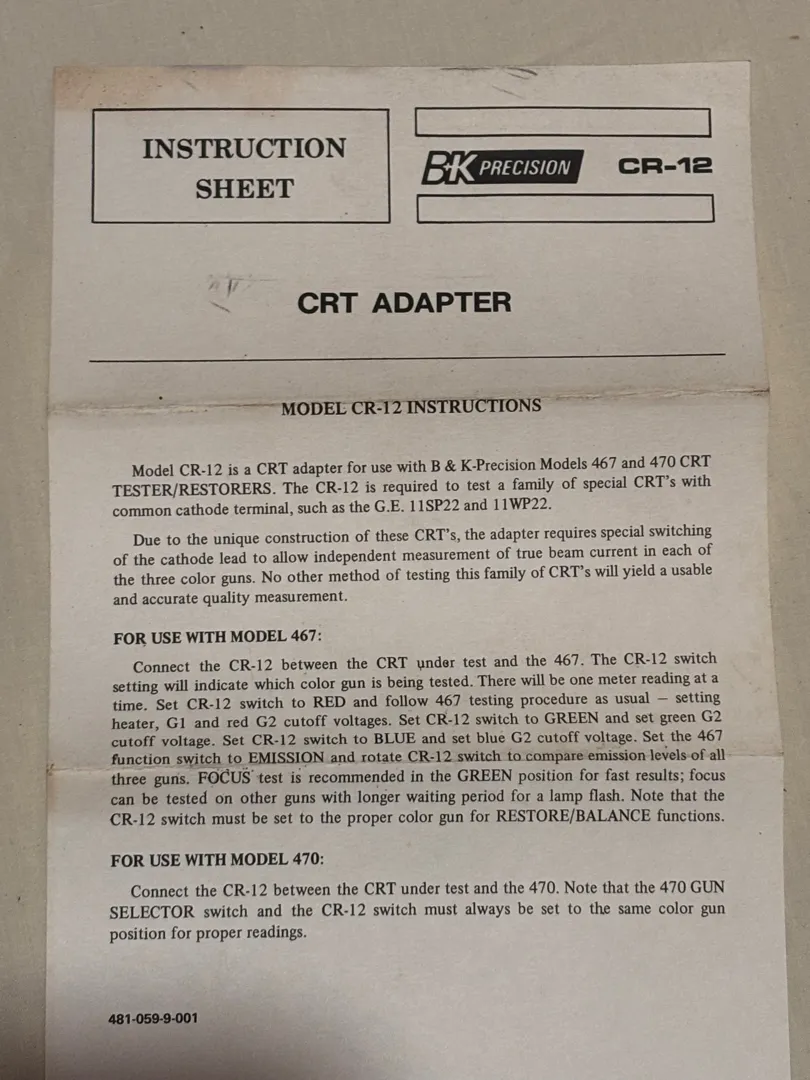 INSTRUCTION
SHEET
B&K PRECISION CR-12
CRT ADAPTER
MODEL CR-12 INSTRUCTIONS
Model CR-12 is a CRT adapter for use with B & K-Precision Models 467 and 470 CRT
TESTER/RESTORERS. The CR-12 is required to test a family of special CRT's with
common cathode terminal, such as the G.E. 11SP22 and 11WP22.
Due to the unique construction of these CRT's, the adapter requires special switching
of the cathode lead to allow independent measurement of true beam current in each of
the three color guns. No other method of testing this family of CRT's will yield a usable
and accurate quality measurement.
FOR USE WITH MODEL 467:
Connect the CR-12 between the CRT under test and the 467. The CR-12 switch
setting will indicate which color gun is being tested. There will be one meter reading at a
time. Set CR-12 switch to RED and follow 467 testing procedure as usual — setting
heater, G1 and red G2 cutoff voltages. Set CR-12 switch to GREEN and set green G2
cutoff voltage. Set CR-12 switch to BLUE and set blue G2 cutoff voltage. Set the 467
function switch to EMISSION and rotate CR-12 switch to compare emission levels of all
three guns. FOCUS test is recommended in the GREEN position for fast results; focus
can be tested on other guns with longer waiting period for a lamp flash. Note that the
CR-12 switch must be set to the proper color gun for RESTORE/BALANCE functions.
FOR USE WITH MODEL 470:
Connect the CR-12 between the CRT under test and the 470. Note that the 470 GUN
SELECTOR switch and the CR-12 switch must always be set to the same color gun
position for proper readings.
481-059-9-001